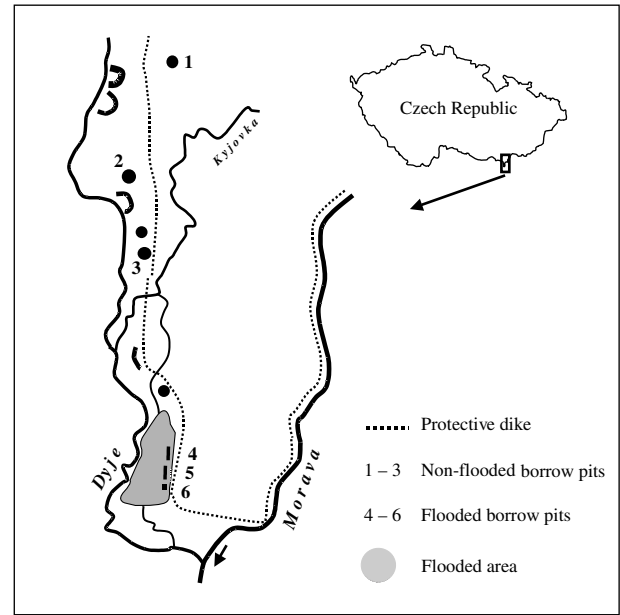 1
Czech Republic
Kyjovka
2
3
4
5
6
Dyje
Morava
Protective dike
1 – 3 Non-flooded borrow pits
4 – 6 Flooded borrow pits
Flooded area